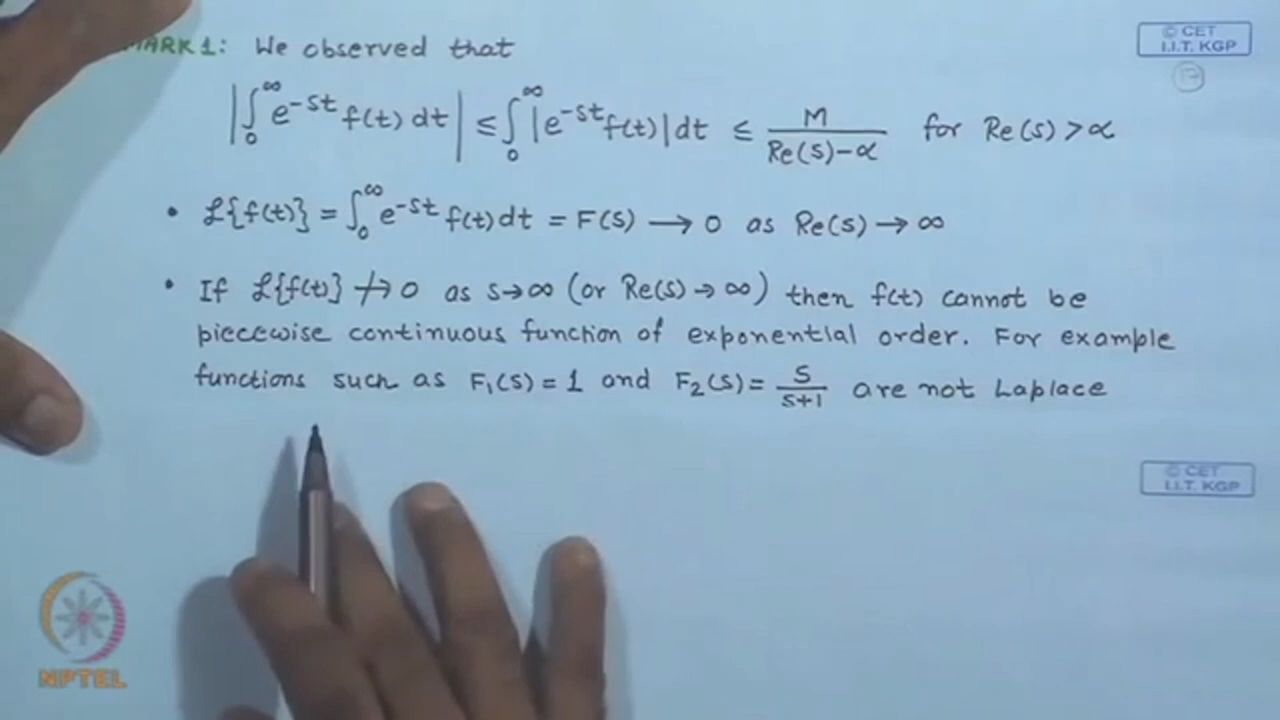 MARK 1: We observed that
© CET
I.I.T. KGP
17
|∫₀^∞ e^{-st} f(t) dt| ≤ ∫₀^∞ |e^{-st} f(t)| dt ≤ M/(Re(s)-α) for Re(s) > α
• ℒ{f(t)} = ∫₀^∞ e^{-st} f(t) dt = F(s) → 0 as Re(s) → ∞
• If ℒ{f(t)} ↛ 0 as s→∞ (or Re(s) → ∞) then f(t) cannot be
piecewise continuous function of exponential order. For example
functions such as F₁(s) = 1 and F₂(s) = s/(s+1) are not Laplace
© CET
I.I.T. KGP
NPTEL